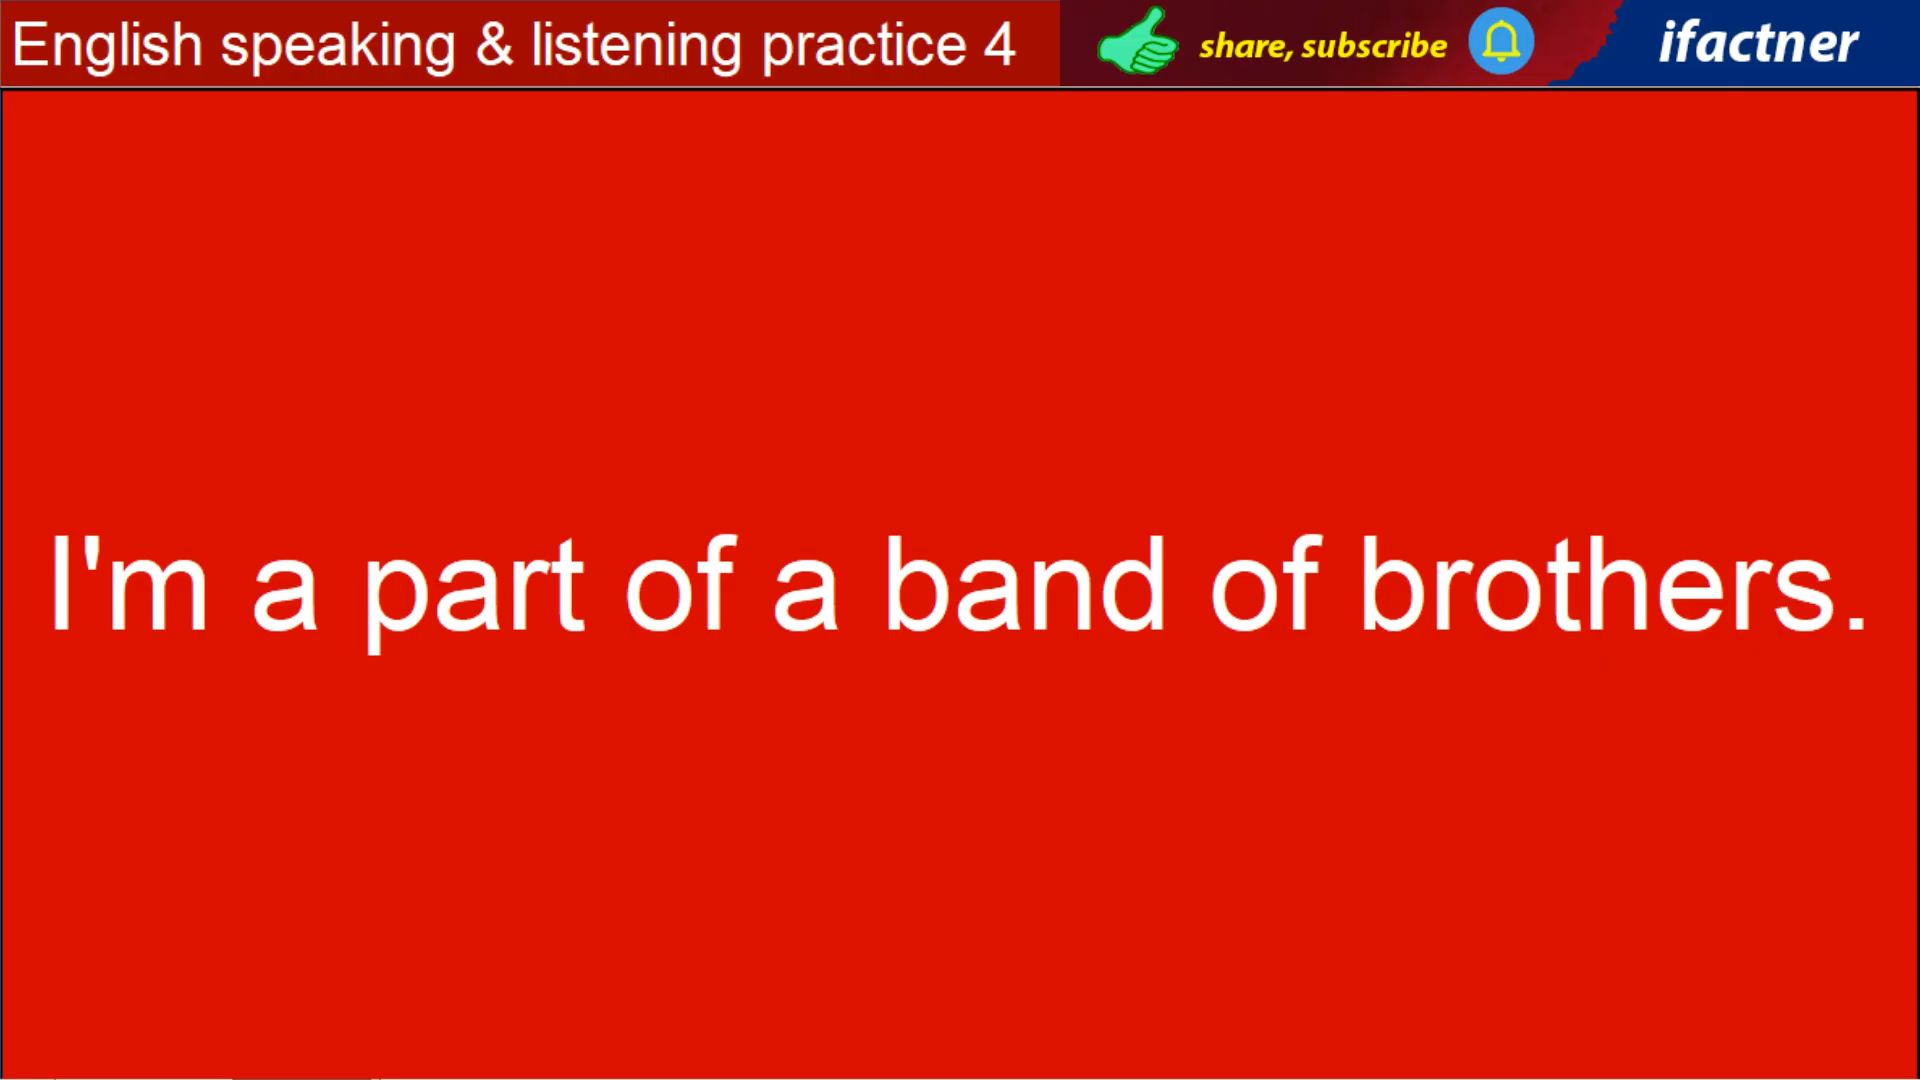 English speaking & listening practice 4
share, subscribe
ifactner
I'm a part of a band of brothers.